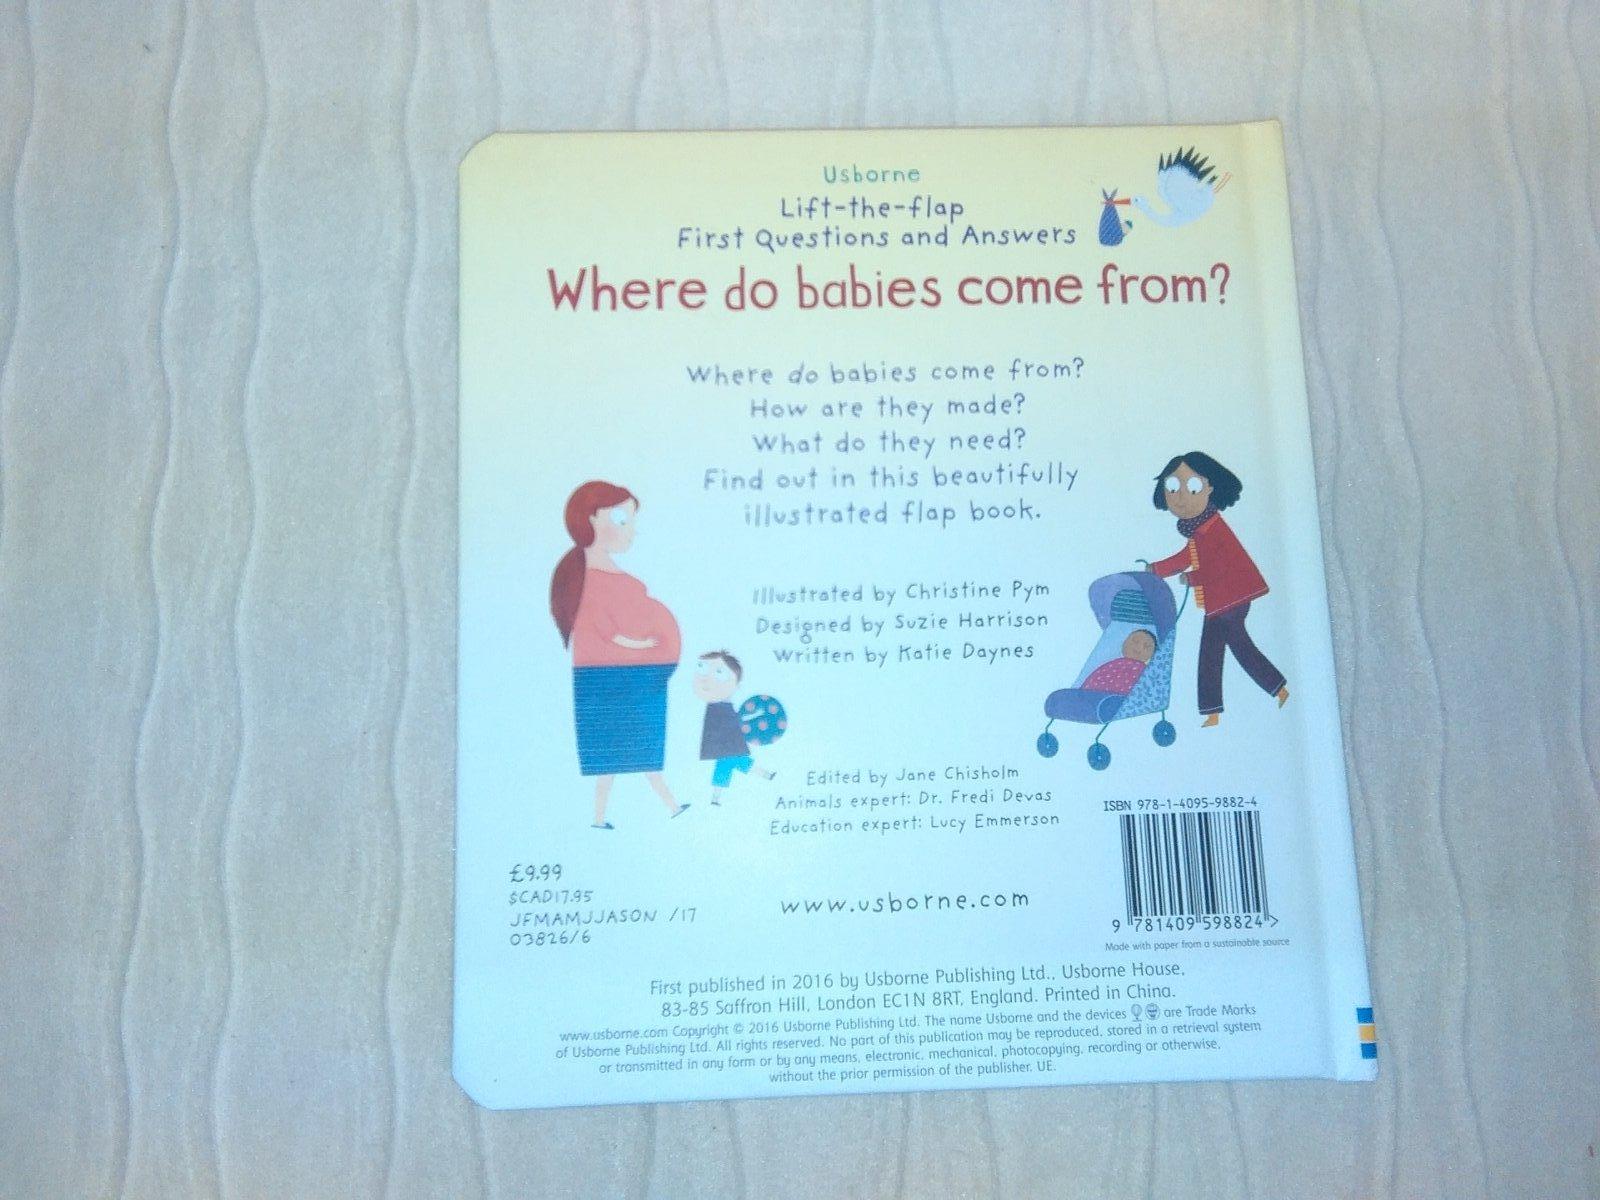 Usborne
Lift-the-flap
First Questions and Answers
Where do babies come from?
Where do babies come from?
How are they made?
What do they need?
Find out in this beautifully
illustrated flap book.
Illustrated by Christine Pym
Designed by Suzie Harrison
Written by Katie Daynes
Edited by Jane Chisholm
Animals expert: Dr. Fredi Devas
Education expert: Lucy Emmerson
£9.99
$CAD17.95
JFMAMJJASON /17
03826/6
www.usborne.com
ISBN 978-1-4095-9882-4
9 781409 598824 >
Made with paper from a sustainable source
First published in 2016 by Usborne Publishing Ltd., Usborne House,
83-85 Saffron Hill, London EC1N 8RT, England. Printed in China.
www.usborne.com Copyright © 2016 Usborne Publishing Ltd. The name Usborne and the devices are Trade Marks
of Usborne Publishing Ltd. All rights reserved. No part of this publication may be reproduced, stored in a retrieval system
or transmitted in any form or by any means, electronic, mechanical, photocopying, recording or otherwise,
without the prior permission of the publisher. UE.